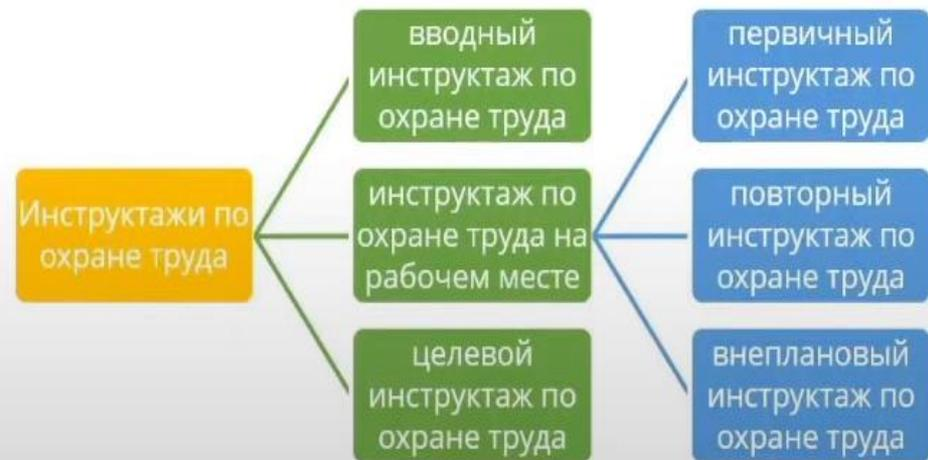 Инструктажи по
охране труда
вводный
инструктаж по
охране труда
инструктаж по
охране труда на
рабочем месте
целевой
инструктаж по
охране труда
первичный
инструктаж по
охране труда
повторный
инструктаж по
охране труда
внеплановый
инструктаж по
охране труда